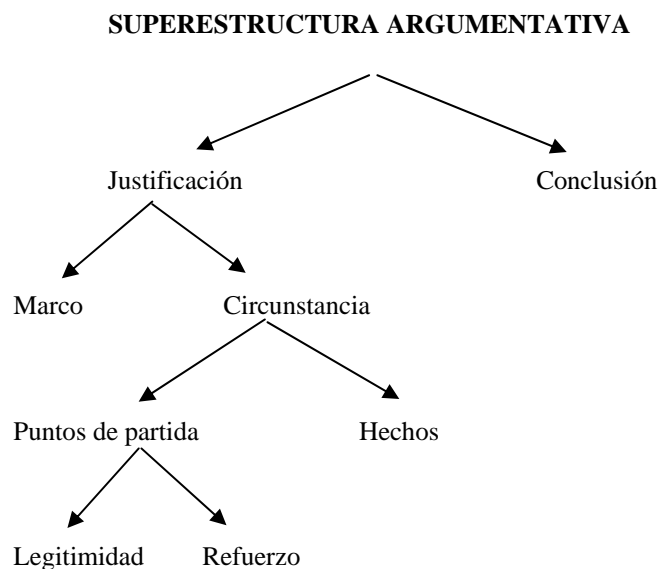 SUPERESTRUCTURA ARGUMENTATIVA
Justificación Conclusión
Marco Circunstancia
Puntos de partida Hechos
Legitimidad Refuerzo